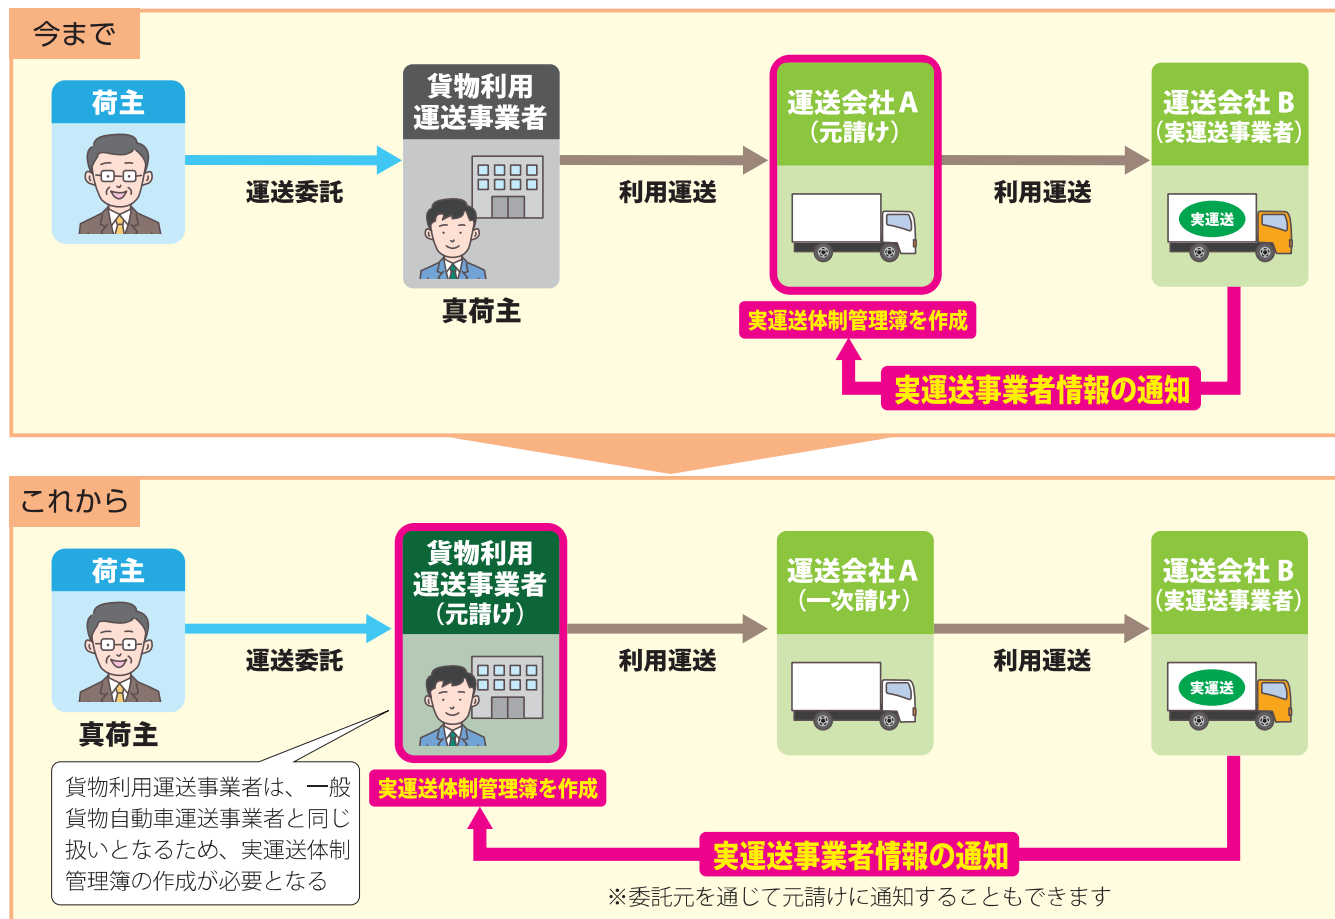 今まで
荷主
運送委託
貨物利用
運送事業者
真荷主
利用運送
運送会社A
（元請け）
実運送体制管理簿を作成
利用運送
運送会社 B
（実運送事業者）
実運送
実運送事業者情報の通知
これから
荷主
真荷主
運送委託
貨物利用
運送事業者
（元請け）
実運送体制管理簿を作成
利用運送
運送会社A
（一次請け）
利用運送
運送会社 B
（実運送事業者）
実運送
貨物利用運送事業者は、一般
貨物自動車運送事業者と同じ
扱いとなるため、実運送体制
管理簿の作成が必要となる
実運送事業者情報の通知
※委託元を通じて元請けに通知することもできます